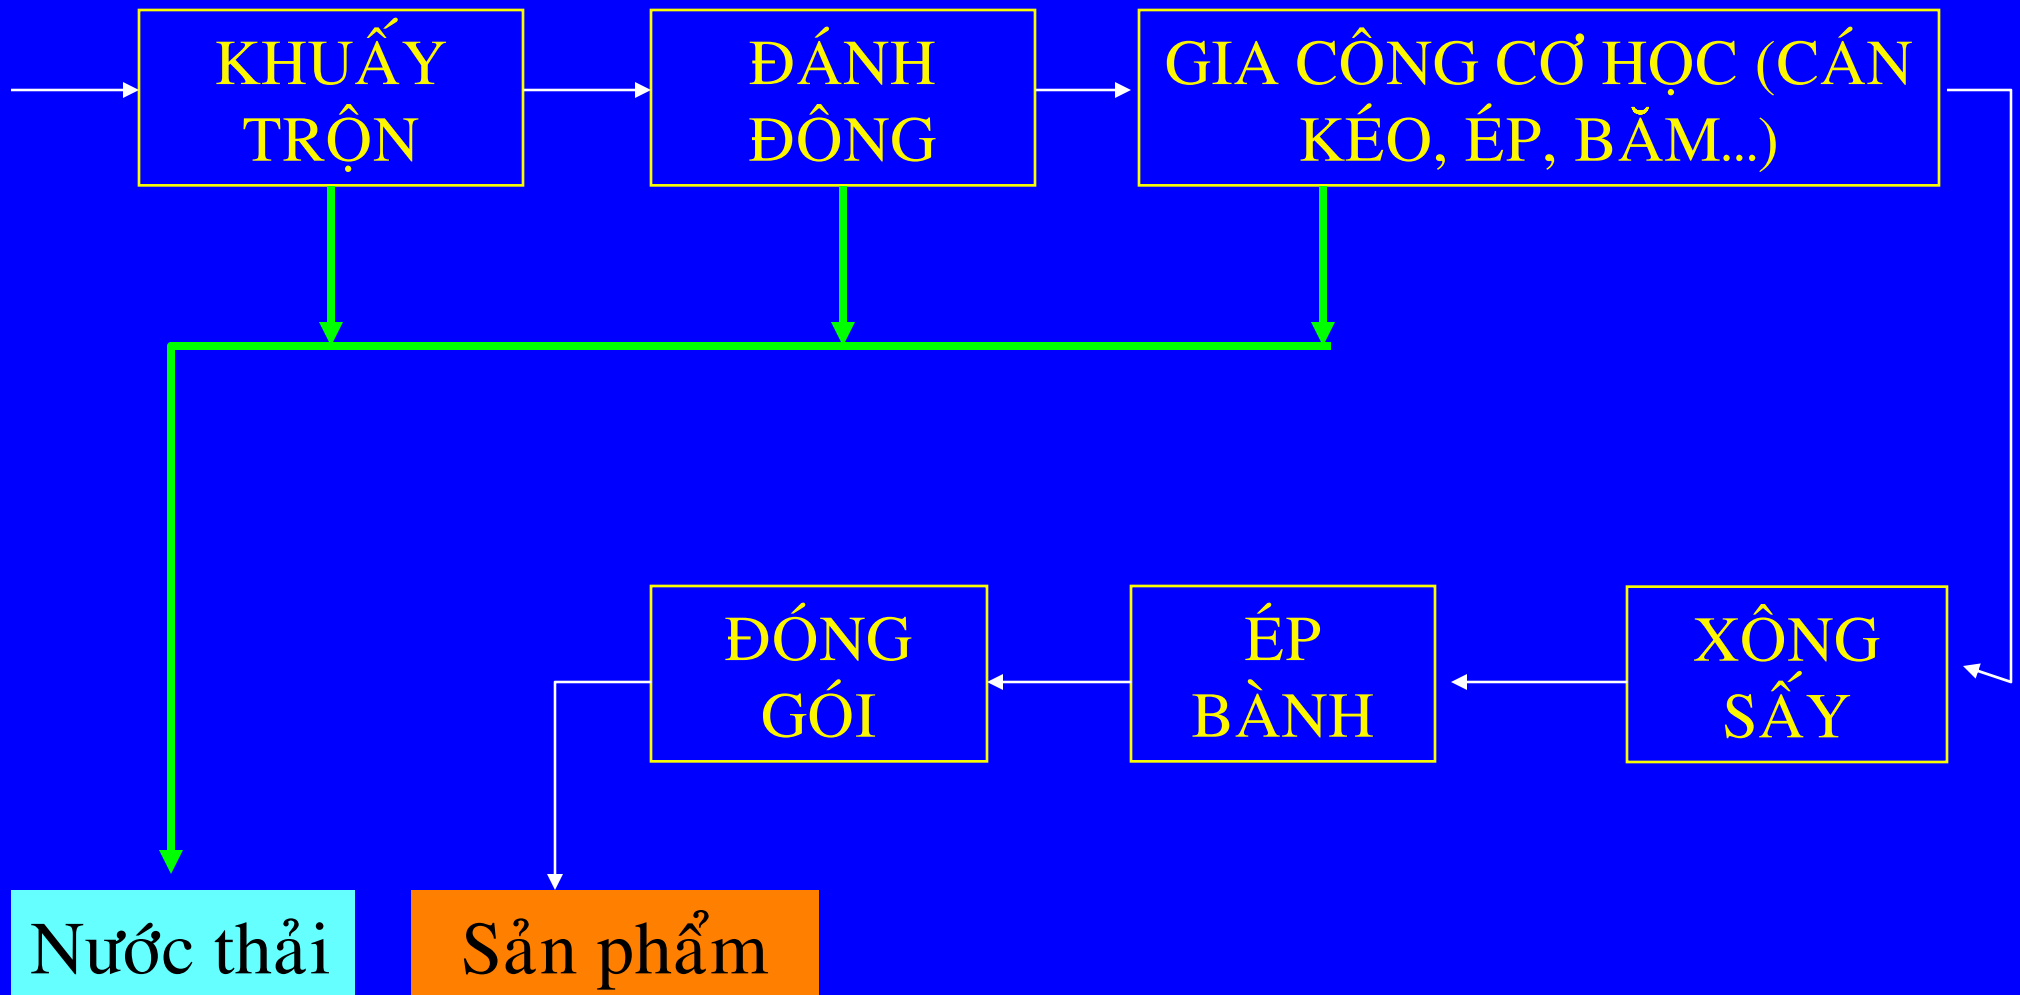 KHUẤY
TRỘN
ĐÁNH
ĐÔNG
GIA CÔNG CƠ HỌC (CÁN
KÉO, ÉP, BĂM...)
XÔNG
SẤY
ÉP
BÀNH
ĐÓNG
GÓI
Nước thải
Sản phẩm